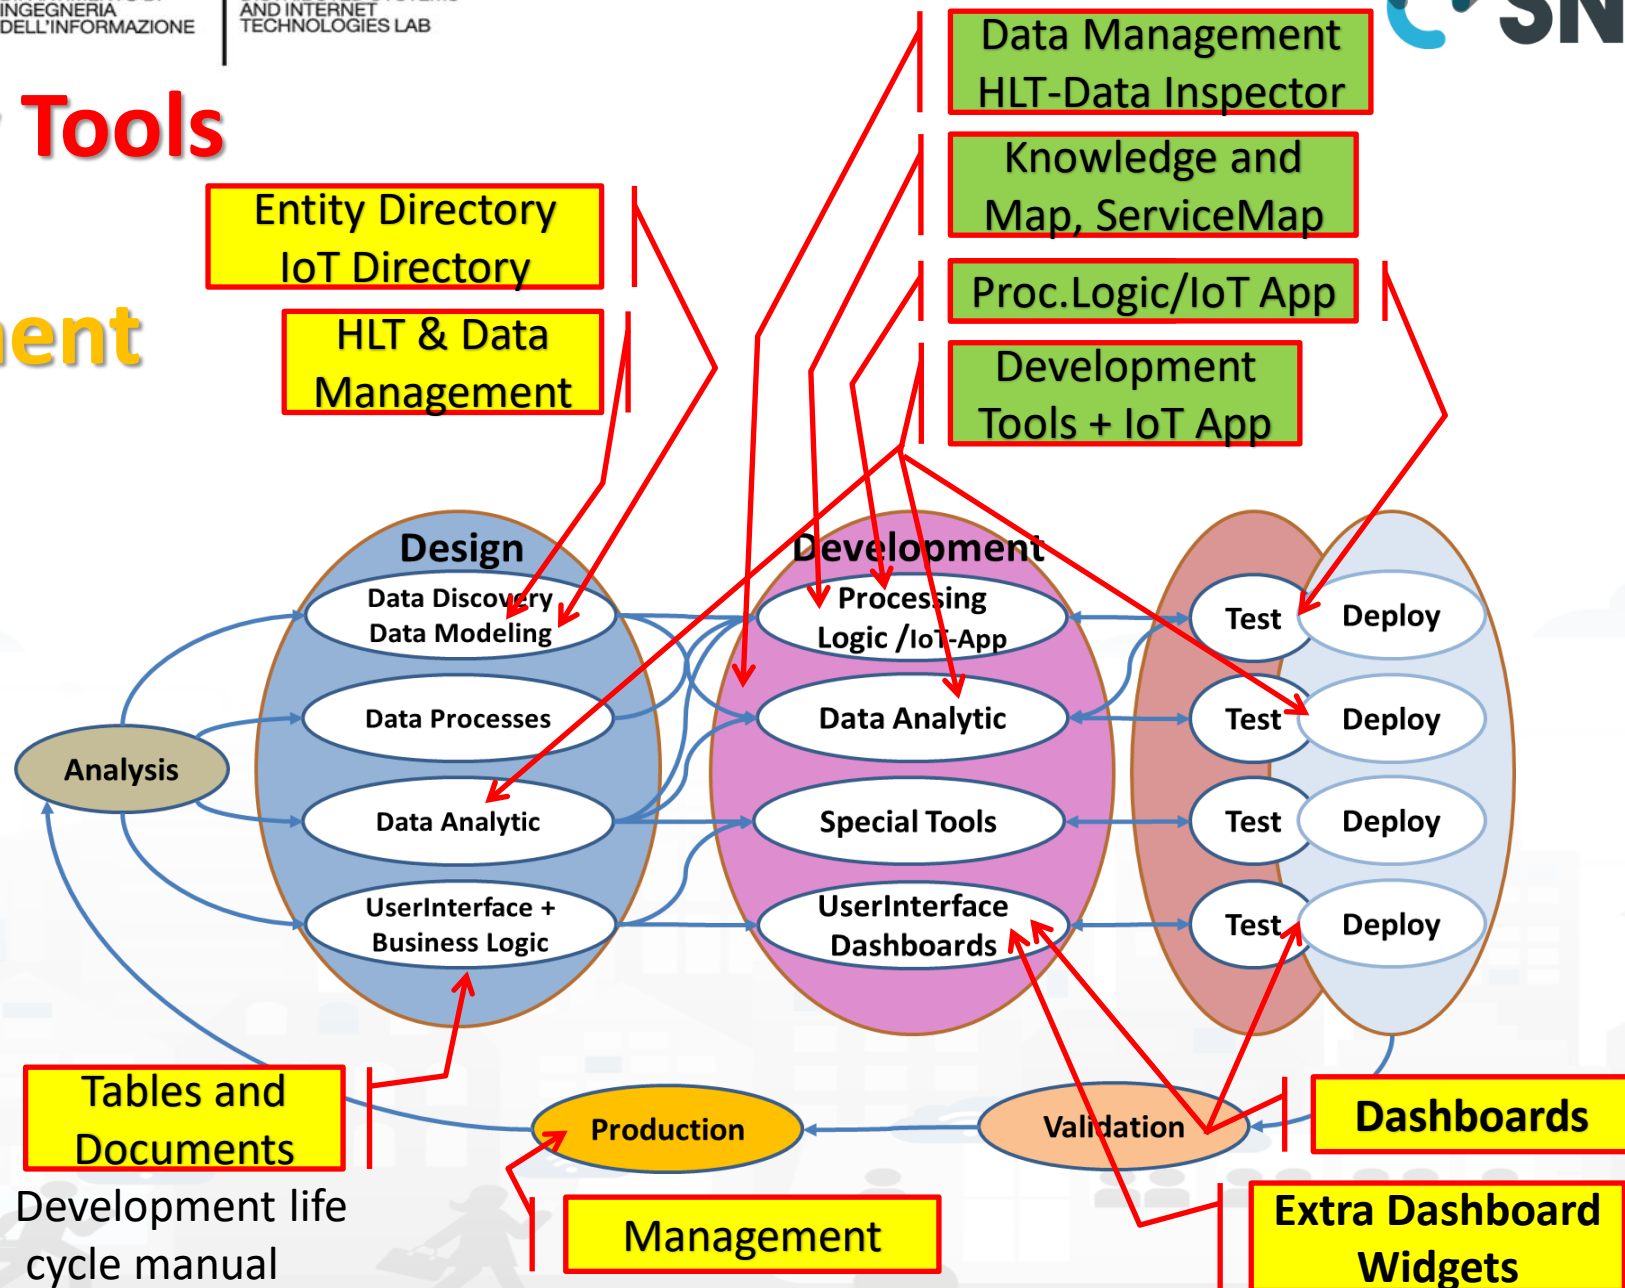 INGEGNERIA
DELL'INFORMAZIONE
AND INTERNET
TECHNOLOGIES LAB
SN
Tools
Data Management
HLT-Data Inspector
Knowledge and
Map, ServiceMap
Entity Directory
IoT Directory
Proc.Logic/IoT App
HLT & Data
Management
Development
Tools + IoT App
Design
Development
Data Discovery
Data Modeling
Processing
Logic /IoT-App
Test
Deploy
Data Processes
Data Analytic
Test
Deploy
Analysis
Data Analytic
Special Tools
Test
Deploy
UserInterface +
Business Logic
UserInterface
Dashboards
Test
Deploy
Tables and
Documents
Production
Validation
Dashboards
Development life
cycle manual
Management
Extra Dashboard
Widgets